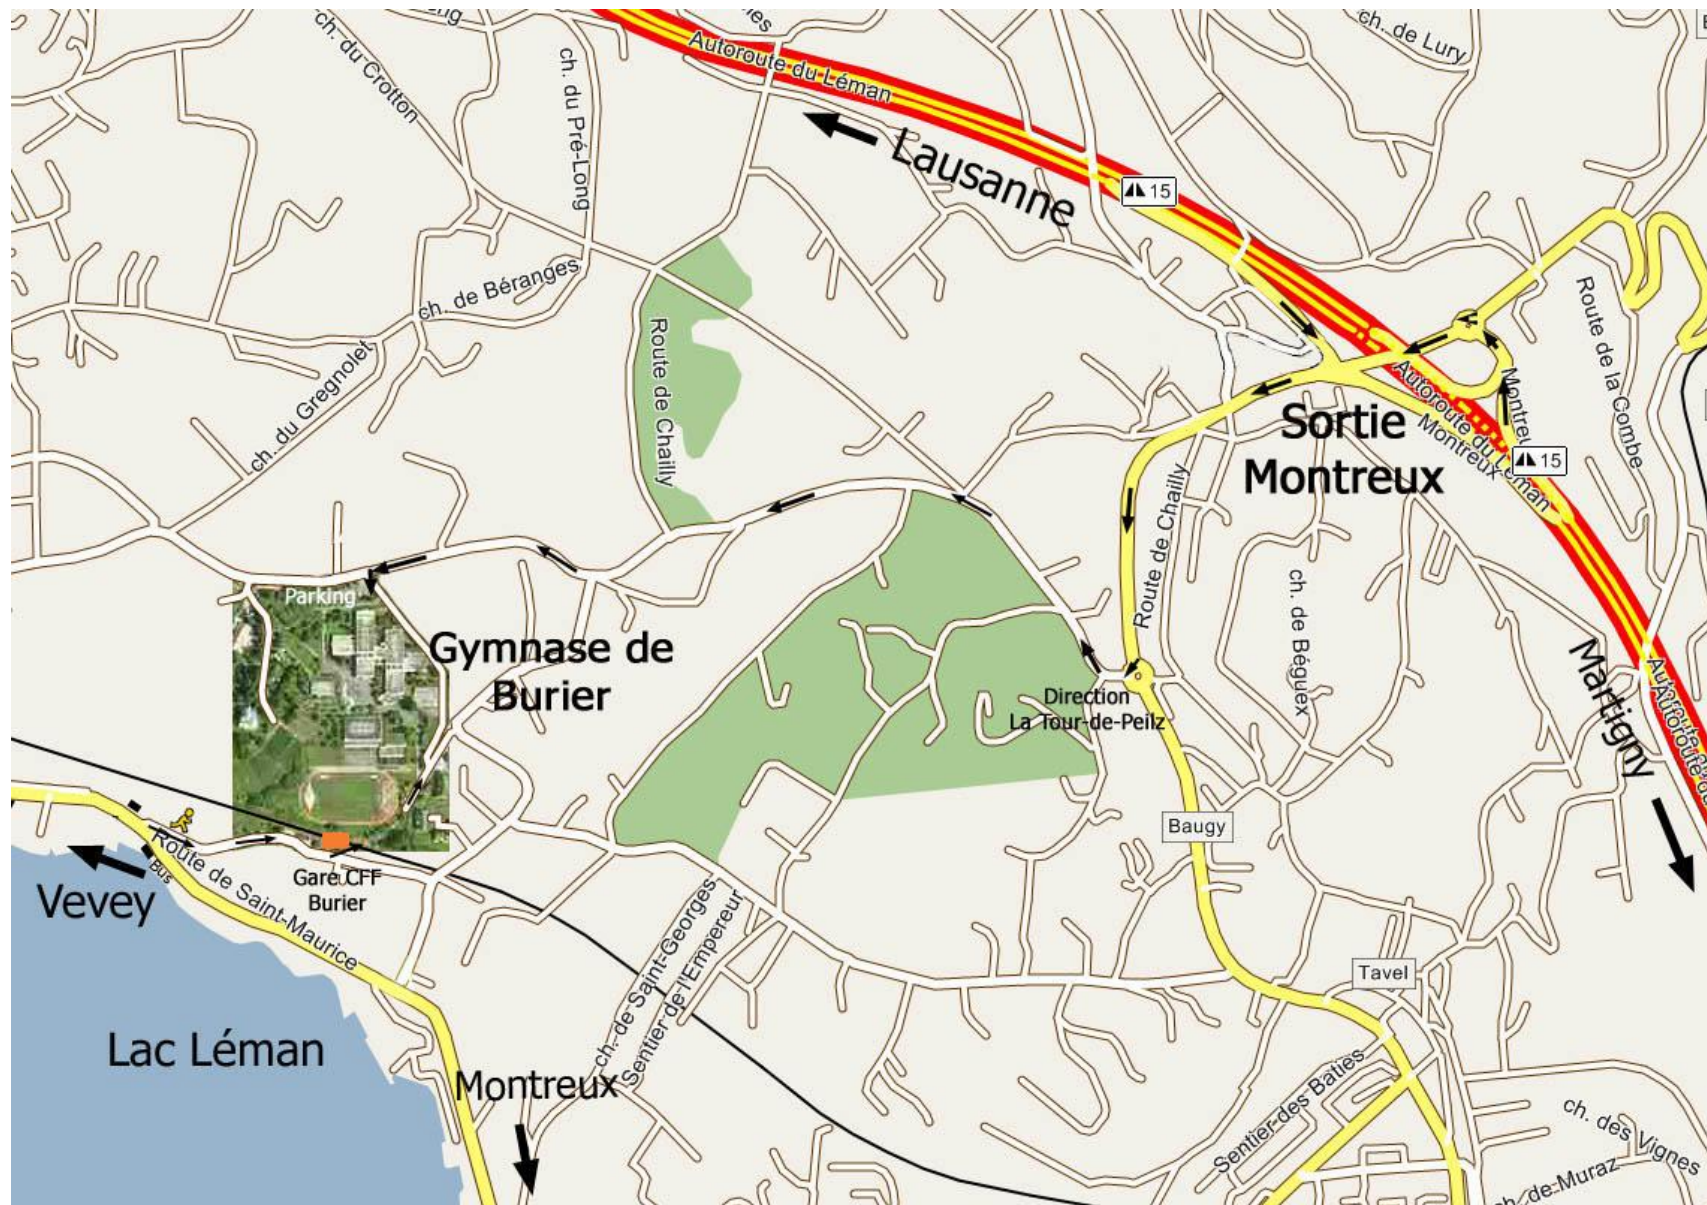 ch. du Crotton
ch. du Pré-Long
Autoroute du Léman
ch. de Lury
Lausanne
15
ch. de Béranges
Route de Chailly
ch. du Gregnolet
Route de la Combe
Sortie
Montreux
Autoroute du Léman
Montreux
15
Route de Chailly
ch. de Béguex
Parking
Gymnase de
Burier
Direction
La Tour-de-Peilz
Martigny
Baugy
Route de Saint-Maurice
Bus
Vevey
Gare CFF
Burier
ch. de Saint-Georges
Sentier de l'Empereur
Tavel
Lac Léman
Montreux
Sentier des Bâties
ch. des Vignes
ch. de Muraz